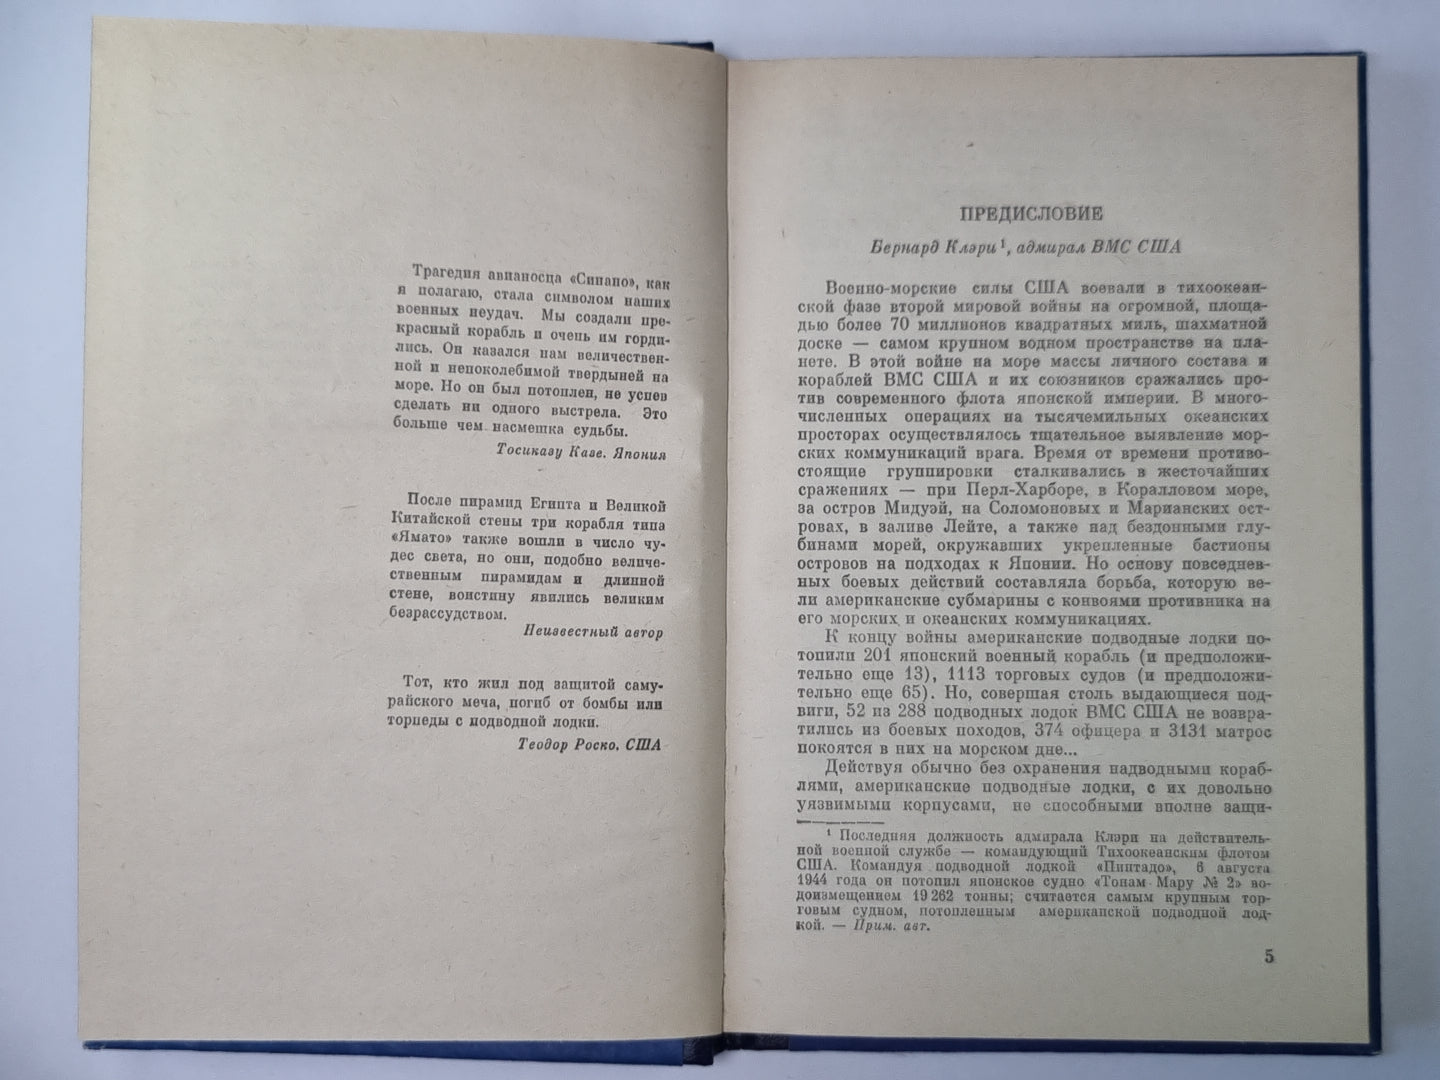 Трагедия авианосца «Синано», как
я полагаю, стала символом наших
военных неудач. Мы создали пре-
красный корабль и очень им горди-
лись. Он казался нам величествен-
ной и непоколебимой твердыней на
море. Но он был потоплен, не успев
сделать ни одного выстрела. Это
больше чем насмешка судьбы.
Тосиказу Казе. Япония
После пирамид Египта и Великой
Китайской стены три корабля типа
«Ямато» также вошли в число чу-
дес света, но они, подобно величе-
ственным пирамидам и длинной
стене, воистину явились великим
безрассудством.
Неизвестный автор
Тот, кто жил под защитой саму-
райского меча, погиб от бомбы или
торпеды с подводной лодки.
Теодор Роско, США
ПРЕДИСЛОВИЕ
Бернард Клэри¹, адмирал ВМС США
Военно-морские силы США воевали в тихоокеан-
ской фазе второй мировой войны на огромной, площа-
дью более 70 миллионов квадратных миль, шахматной
доске — самом крупном водном пространстве на пла-
нете. В этой войне на море массы личного состава и
кораблей ВМС США и их союзников сражались про-
тив современного флота японской империи. В много-
численных операциях на тысячемильных океанских
просторах осуществлялось тщательное выявление мор-
ских коммуникаций врага. Время от времени противо-
стоящие группировки сталкивались в жесточайших
сражениях — при Перл-Харборе, в Коралловом море,
за остров Мидуэй, на Соломоновых и Марианских ост-
ровах, в заливе Лейте, а также над бездонными глу-
бинами морей, окружавших укрепленные бастионы
островов на подходах к Японии. Но основу повседнев-
ных боевых действий составляла борьба, которую ве-
ли американские субмарины с конвоями противника на
его морских и океанских коммуникациях.
К концу войны американские подводные лодки по-
топили 201 японский военный корабль (и предположи-
тельно еще 13), 1113 торговых судов (и предположи-
тельно еще 65). Но, совершая столь выдающиеся под-
виги, 52 из 288 подводных лодок ВМС США не возвра-
тились из боевых походов, 374 офицера и 3131 матрос
покоятся в них на морском дне...
Действуя обычно без охранения надводными кораб-
лями, американские подводные лодки, с их довольно
уязвимыми корпусами, не способными вполне защи-
¹ Последняя должность адмирала Клэри на действитель-
ной военной службе — командующий Тихоокеанским флотом
США. Командуя подводной лодкой «Пинтадо», 6 августа
1944 года он потопил японское судно «Тонам Мару № 2» во-
доизмещением 19 262 тонны; считается самым крупным тор-
говым судном, потопленным американской подводной лод-
кой. — Прим. авт.
5